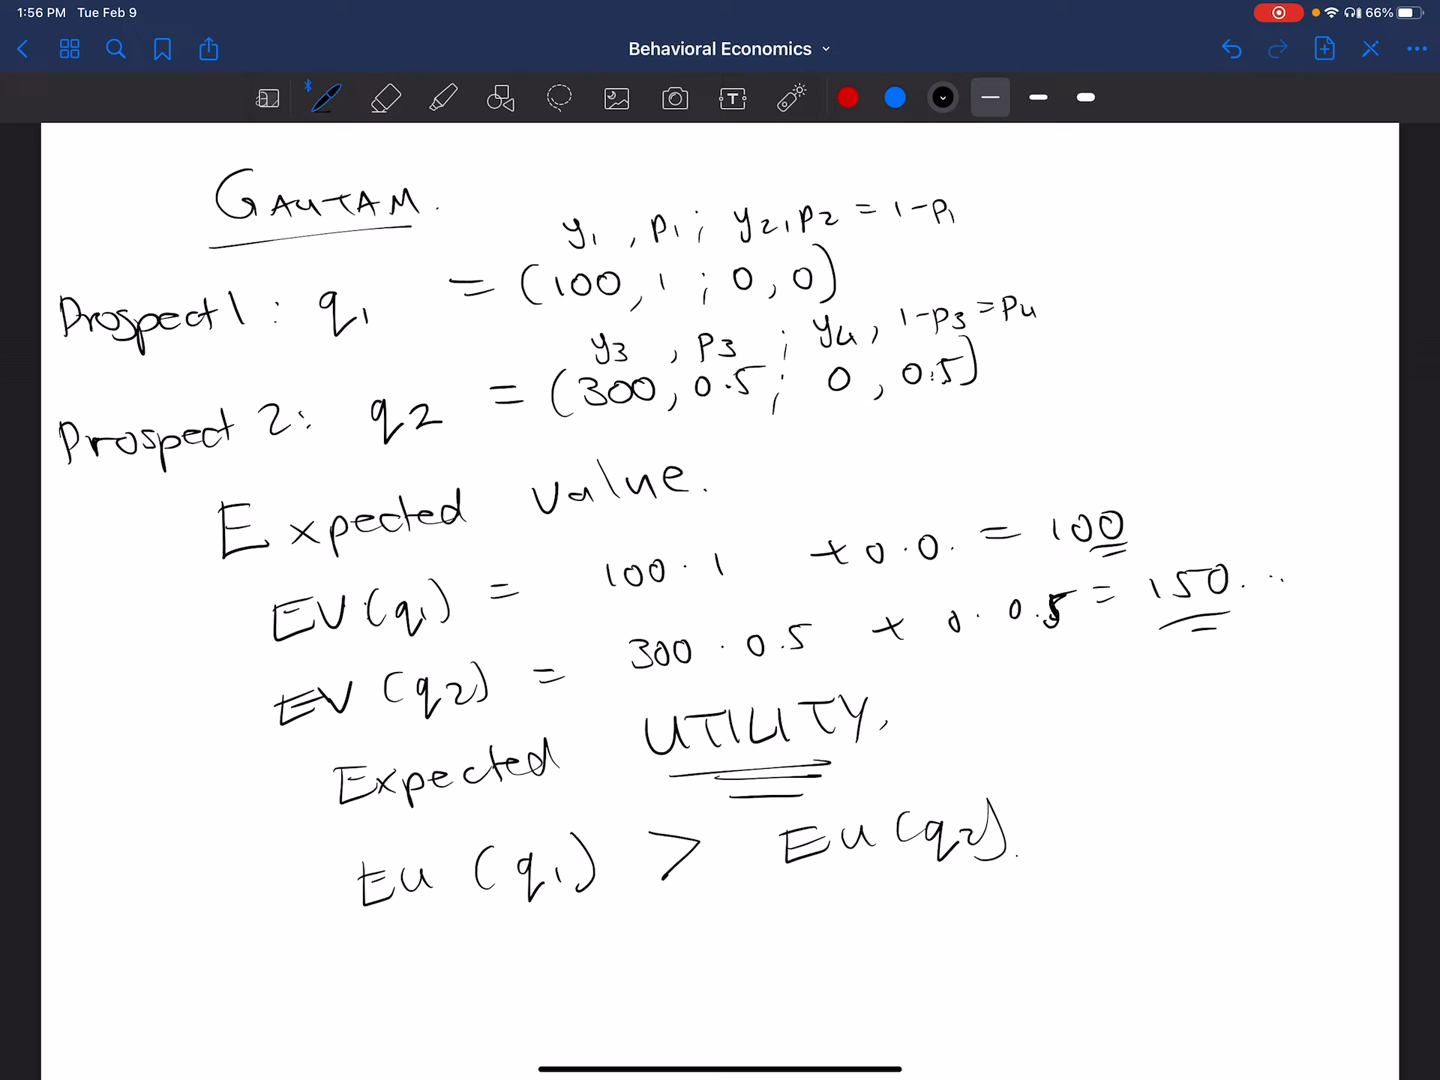 1:56 PM Tue Feb 9
66%
Behavioral Economics
T
GAUTAM.
y1 , p1 ; y2, p2 = 1-p1
Prospect 1 : q1 = (100, 1 ; 0, 0)
y3 , p3 ; y4, 1-p3 = p4
Prospect 2: q2 = (300, 0.5 ; 0, 0.5)
Expected value.
EV(q1) = 100 · 1 + 0 · 0. = 100
EV(q2) = 300 · 0.5 + 0 · 0.5 = 150. ..
Expected UTILITY,
EU (q1) > EU (q2).